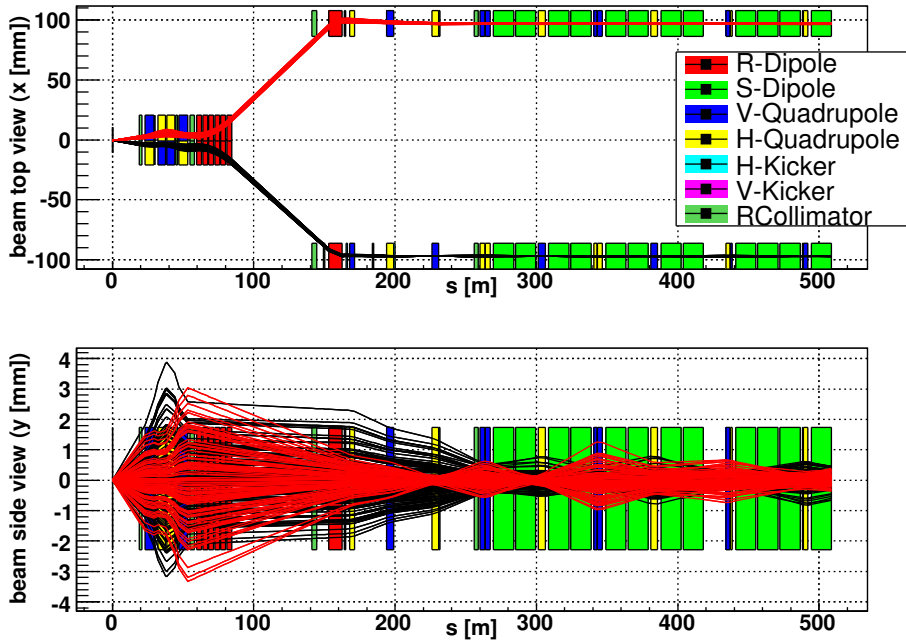 beam top view (x [mm])
100
50
0
-50
-100
0
100
200
300
400
500
s [m]
R-Dipole
S-Dipole
V-Quadrupole
H-Quadrupole
H-Kicker
V-Kicker
RCollimator
beam side view (y [mm])
4
3
2
1
0
-1
-2
-3
-4
0
100
200
300
400
500
s [m]